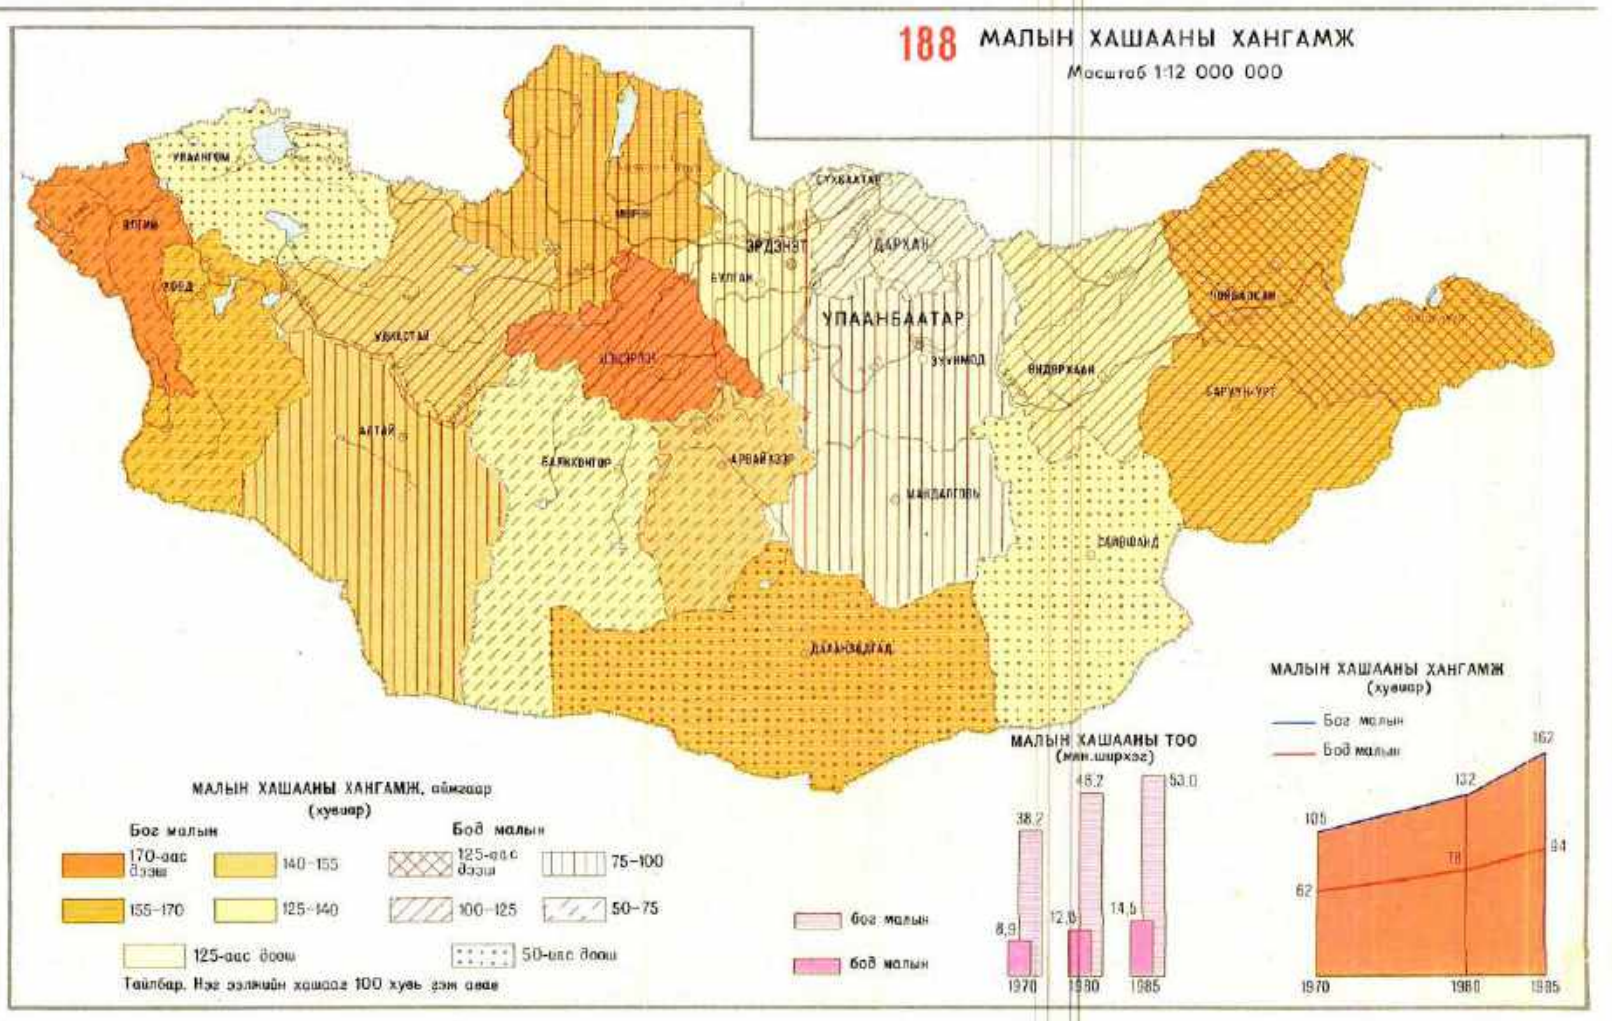 188 МАЛЫН ХАШААНЫ ХАНГАМЖ
Масштаб 1:12 000 000
УЛААНГОМ
ӨЛГИЙ
ХОВД
УЛИАСТАЙ
АЛТАЙ
МӨРӨН
ЦЭЦЭРЛЭГ
БАЯНХОНГОР
АРВАЙХЭЭР
БУЛГАН
ЭРДЭНЭТ
СҮХБААТАР
ДАРХАН
УЛААНБААТАР
ЗУУНМОД
МАНДАЛГОВЬ
ДАЛАНЗАДГАД
САЙНШАНД
ӨНДӨРХААН
БАРУУН-УРТ
ЧОЙБАЛСАН
МАЛЫН ХАШААНЫ ХАНГАМЖ, аймгаар
(хувиар)
Бог малын
Бод малын
170-аас дээш
140-155
125-аас дээш
75-100
155-170
125-140
100-125
50-75
125-аас доош
50-иас доош
Тайлбар. Нэг ээлжийн хашааг 100 хувь гэж авав
МАЛЫН ХАШААНЫ ТОО
(мян.ширхэг)
38,2
48,2
53,0
8,9
12,8
14,5
1970
1980
1985
бог малын
бод малын
МАЛЫН ХАШААНЫ ХАНГАМЖ
(хувиар)
Бог малын
Бод малын
105
132
162
62
78
94
1970
1980
1985